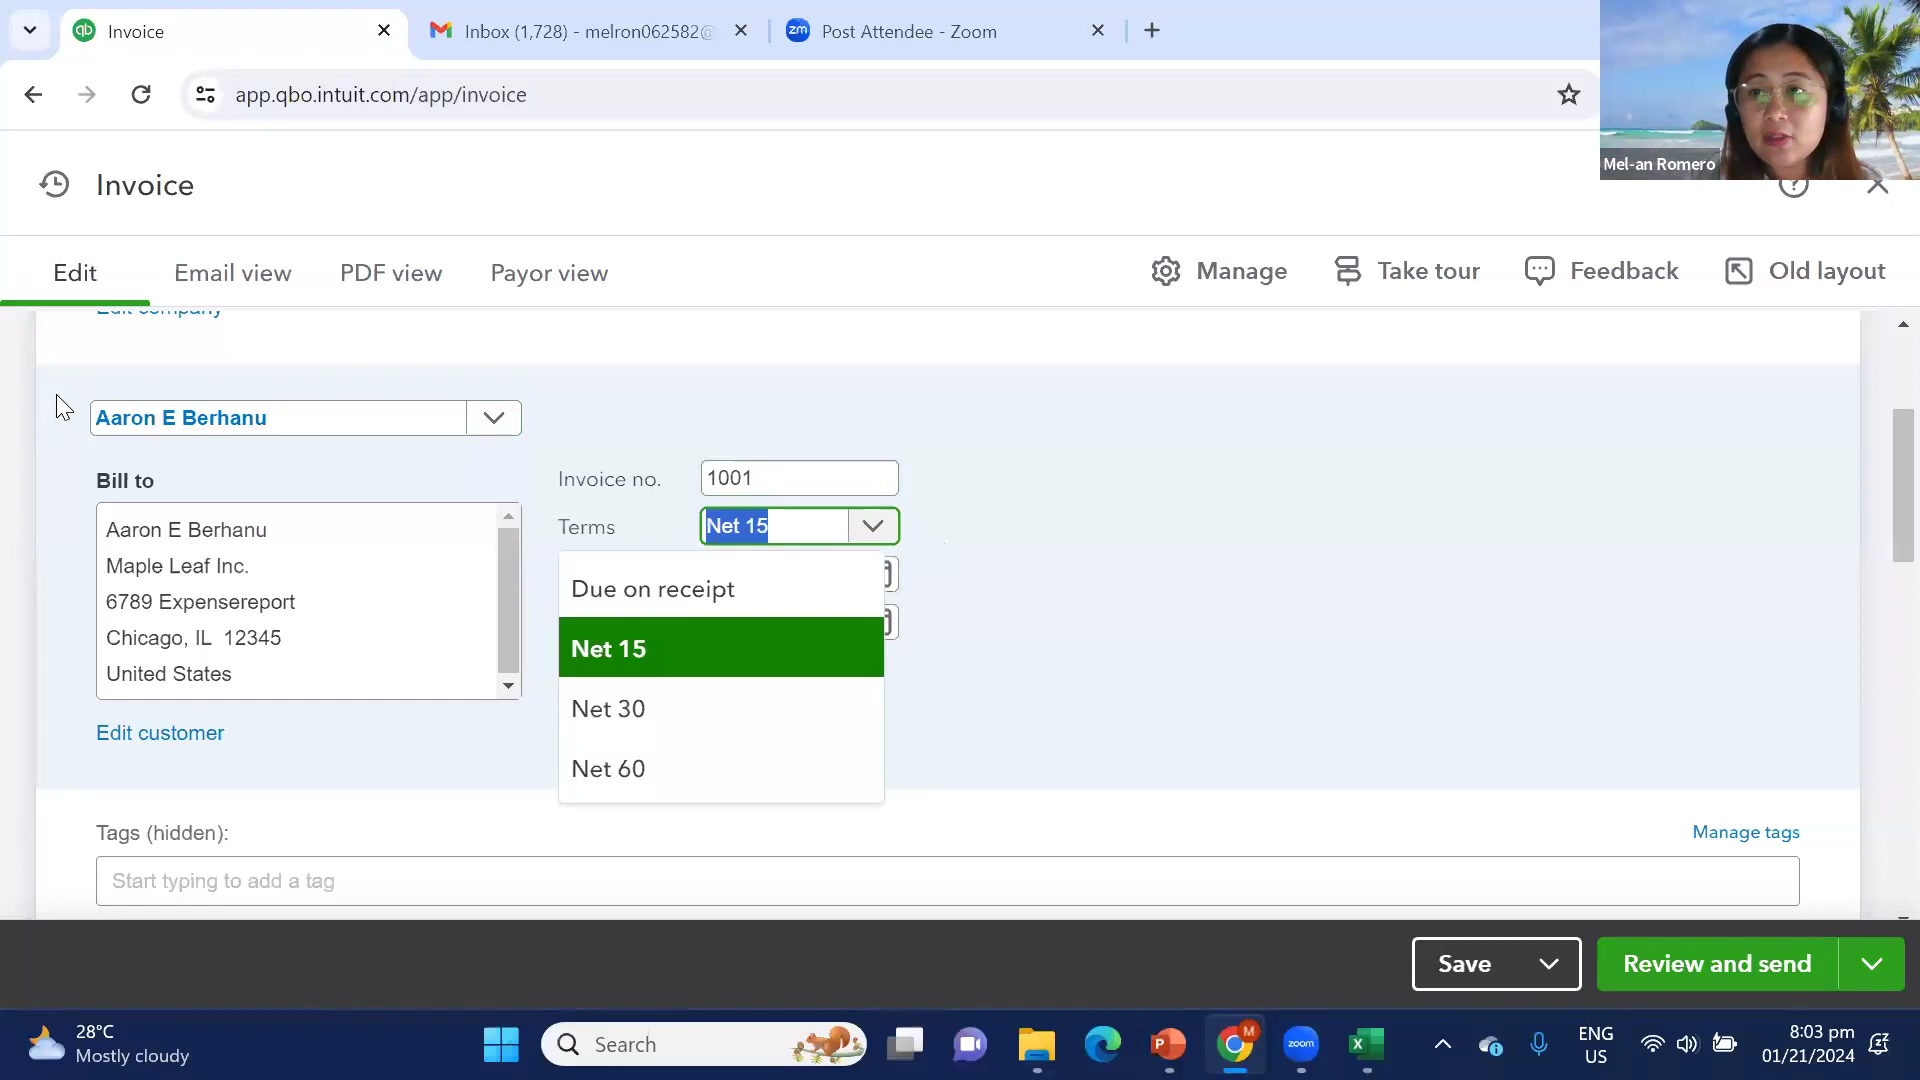 Invoice
Inbox (1,728) - melron062582@
Post Attendee - Zoom
app.qbo.intuit.com/app/invoice
Mel-an Romero
Invoice
Edit
Email view
PDF view
Payor view
Manage
Take tour
Feedback
Old layout
Edit company
Aaron E Berhanu
Bill to
Aaron E Berhanu
Maple Leaf Inc.
6789 Expensereport
Chicago, IL 12345
United States
Edit customer
Invoice no.
1001
Terms
Net 15
Due on receipt
Net 15
Net 30
Net 60
Tags (hidden):
Manage tags
Start typing to add a tag
Save
Review and send
28°C
Mostly cloudy
Search
M
zoom
ENG
US
8:03 pm
01/21/2024